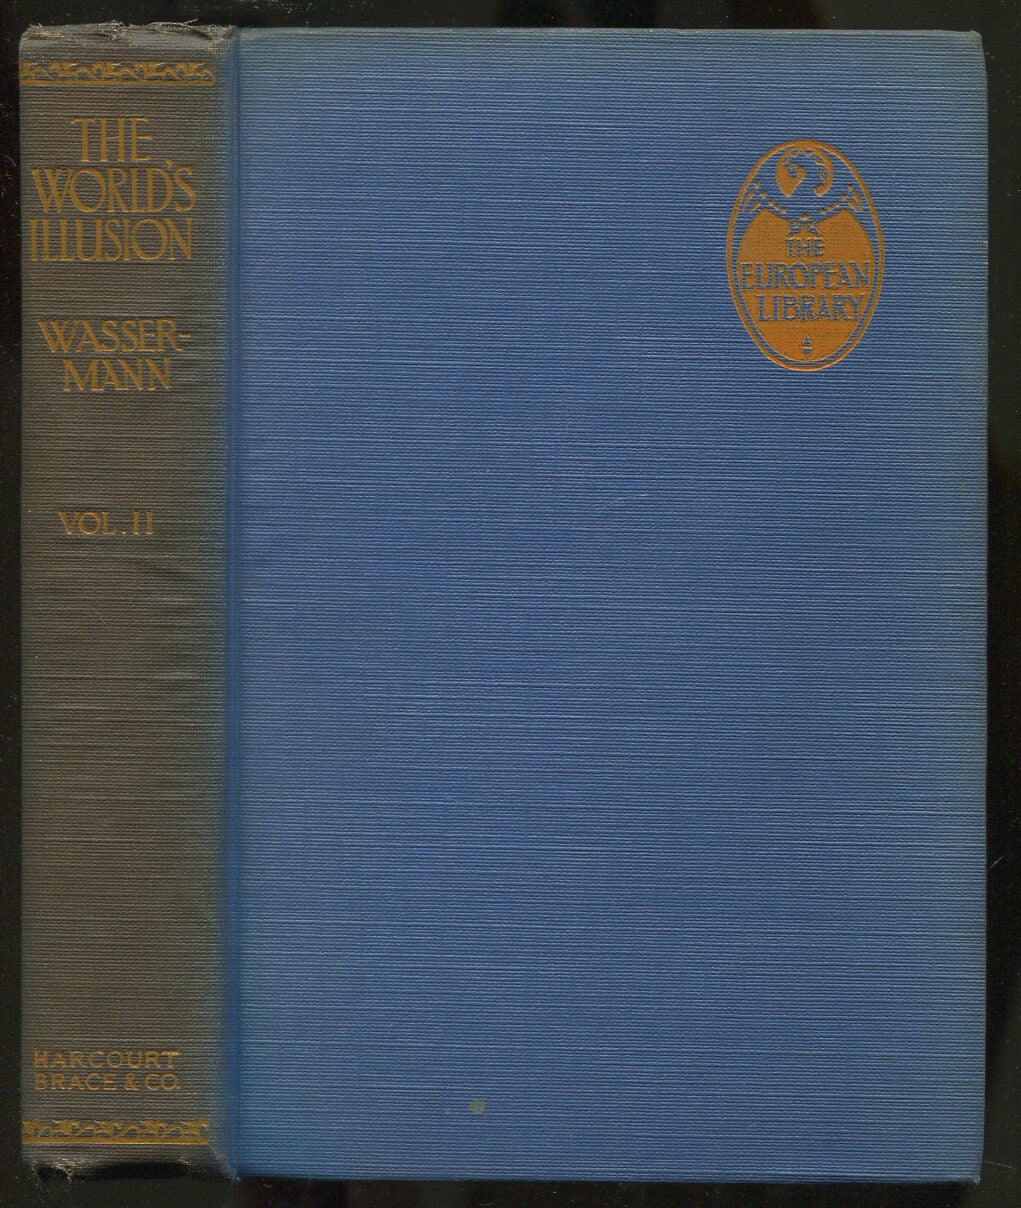 THE
WORLD'S
ILLUSION
WASSER-
MANN
VOL. II
HARCOURT
BRACE & CO.
THE
EUROPEAN
LIBRARY